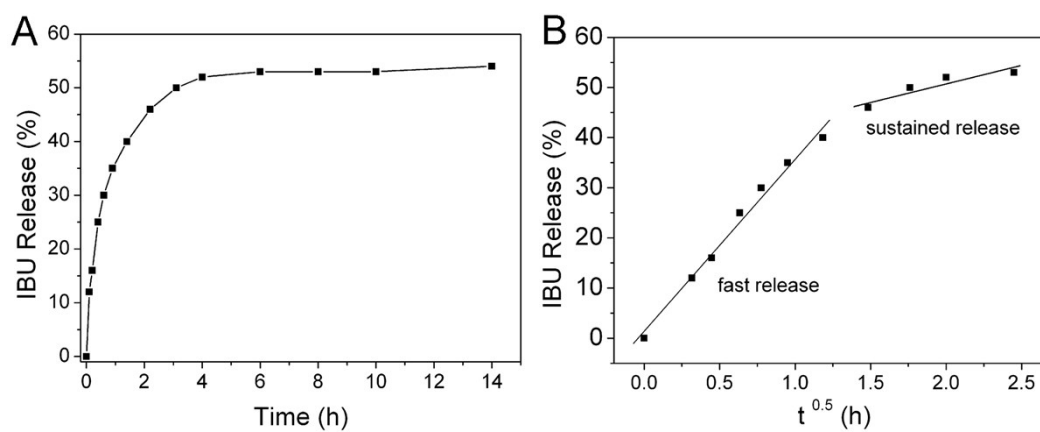 A
IBU Release (%)
60
50
40
30
20
10
0
0 2 4 6 8 10 12 14
Time (h)
B
IBU Release (%)
60
50
40
30
20
10
0
sustained release
fast release
0.0 0.5 1.0 1.5 2.0 2.5
t 0.5 (h)